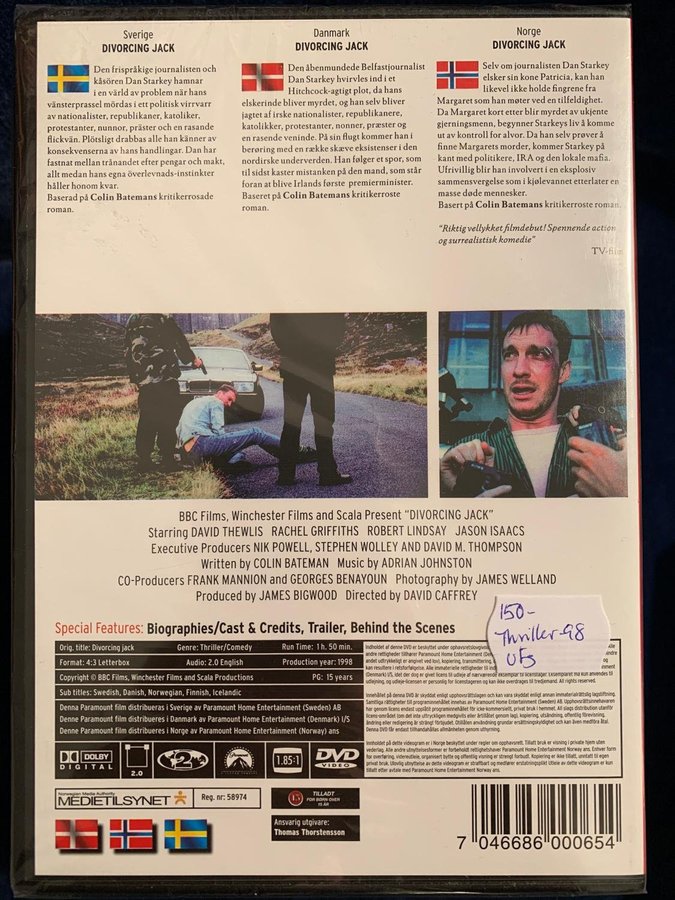 Sverige
DIVORCING JACK
Den frispråkige journalisten och
kåsören Dan Starkey hamnar
i en värld av problem när hans
vänsterprassel mördas i ett politisk virrvarr
av nationalister, republikaner, katoliker,
protestanter, nunnor, präster och en rasande
flickvän. Plötsligt drabbas alle han känner av
konsekvenserna av hans handlingar. Dan har
fastnat mellan trånandet efter pengar och makt,
allt medan hans egna överlevnads-instinkter
håller honom kvar.
Baserad på Colin Batemans kritikerrosade
roman.
Danmark
DIVORCING JACK
Den åbenmundede Belfastjournalist
Dan Starkey hvirvles ind i et
Hitchcock-agtigt plot, da hans
elskerinde bliver myrdet, og han selv bliver
jagtet af irske nationalister, republikanere,
katolikker, protestanter, nonner, præster og
en rasende veninde. På sin flugt kommer han i
berøring med en række skæve eksistenser i den
nordirske underverden. Han følger et spor, som
til sidst kaster mistanken på den mand, som står
foran at blive Irlands første premierminister.
Baseret på Colin Batemans kritikerroste
roman.
Norge
DIVORCING JACK
Selv om journalisten Dan Starkey
elsker sin kone Patricia, kan han
likevel ikke holde fingrene fra
Margaret som han møter ved en tilfeldighet.
Da Margaret kort etter blir myrdet av ukjente
gjerningsmenn, begynner Starkeys liv å komme
ut av kontroll for alvor. Da han selv prøver å
finne Margarets morder, kommer Starkey på
kant med politikere, IRA og den lokale mafia.
Ufrivillig blir han involvert i en eksplosiv
sammensvergelse som i kjølevannet etterlater en
masse døde mennesker.
Basert på Colin Batemans kritikerroste roman.
"Riktig vellykket filmdebut! Spennende action
og surrealistisk komedie"
TV-film
BBC Films, Winchester Films and Scala Present "DIVORCING JACK"
Starring DAVID THEWLIS RACHEL GRIFFITHS ROBERT LINDSAY JASON ISAACS
Executive Producers NIK POWELL, STEPHEN WOLLEY AND DAVID M. THOMPSON
Written by COLIN BATEMAN Music by ADRIAN JOHNSTON
CO-Producers FRANK MANNION and GEORGES BENAYOUN Photography by JAMES WELLAND
Produced by JAMES BIGWOOD Directed by DAVID CAFFREY
150-
Thriller-98
UFs
Special Features: Biographies/Cast & Credits, Trailer, Behind the Scenes
Orig. title: Divorcing jack Genre: Thriller/Comedy Run Time: 1 h. 50 min.
Format: 4:3 Letterbox Audio: 2.0 English Production year: 1998
Copyright © BBC Films, Winchester Films and Scala Productions PG: 15 years
Sub titles: Swedish, Danish, Norwegian, Finnish, Icelandic
Denna Paramount film distribueras i Sverige av Paramount Home Entertainment (Sweden) AB
Denne Paramount film distribueres i Danmark av Paramount Home Entertainment (Denmark) I/S
Denne Paramount film distribueres i Norge av Paramount Home Entertainment (Norway) ans
DOLBY
DIGITAL
2.0
2
Paramount
1.85:1
DVD
VIDEO
Norwegian Media Authority
MEDIETILSYNET
Reg. nr: 58974
15
TILLADT
FOR BØRN OVER
15 ÅR
Ansvarig utgivare:
Thomas Thorstensson
7 046686 000654